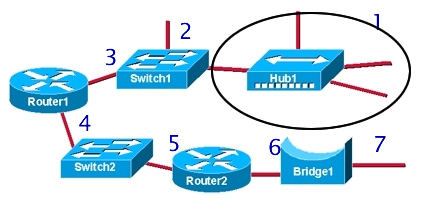 1
2
3
Switch1
Hub1
Router1
4
5
6
7
Switch2
Router2
Bridge1